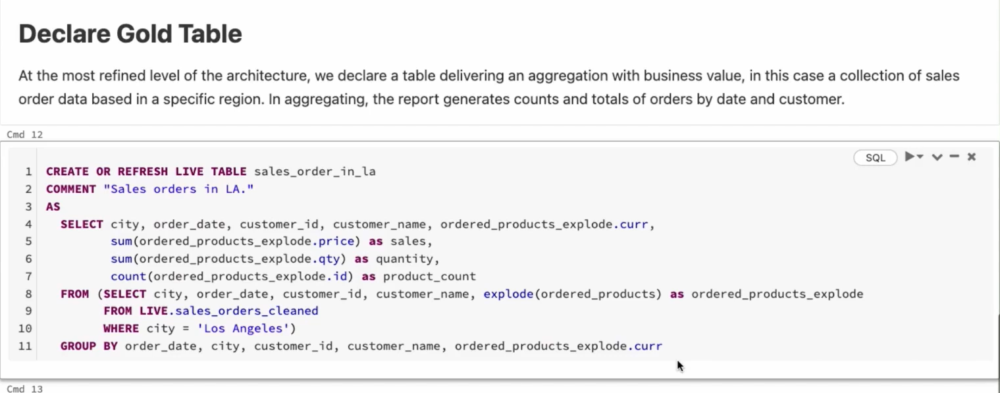 Declare Gold Table
At the most refined level of the architecture, we declare a table delivering an aggregation with business value, in this case a collection of sales
order data based in a specific region. In aggregating, the report generates counts and totals of orders by date and customer.
Cmd 12
SQL
1 CREATE OR REFRESH LIVE TABLE sales_order_in_la
2 COMMENT "Sales orders in LA."
3 AS
4   SELECT city, order_date, customer_id, customer_name, ordered_products_explode.curr,
5          sum(ordered_products_explode.price) as sales,
6          sum(ordered_products_explode.qty) as quantity,
7          count(ordered_products_explode.id) as product_count
8   FROM (SELECT city, order_date, customer_id, customer_name, explode(ordered_products) as ordered_products_explode
9         FROM LIVE.sales_orders_cleaned
10        WHERE city = 'Los Angeles')
11  GROUP BY order_date, city, customer_id, customer_name, ordered_products_explode.curr
Cmd 13